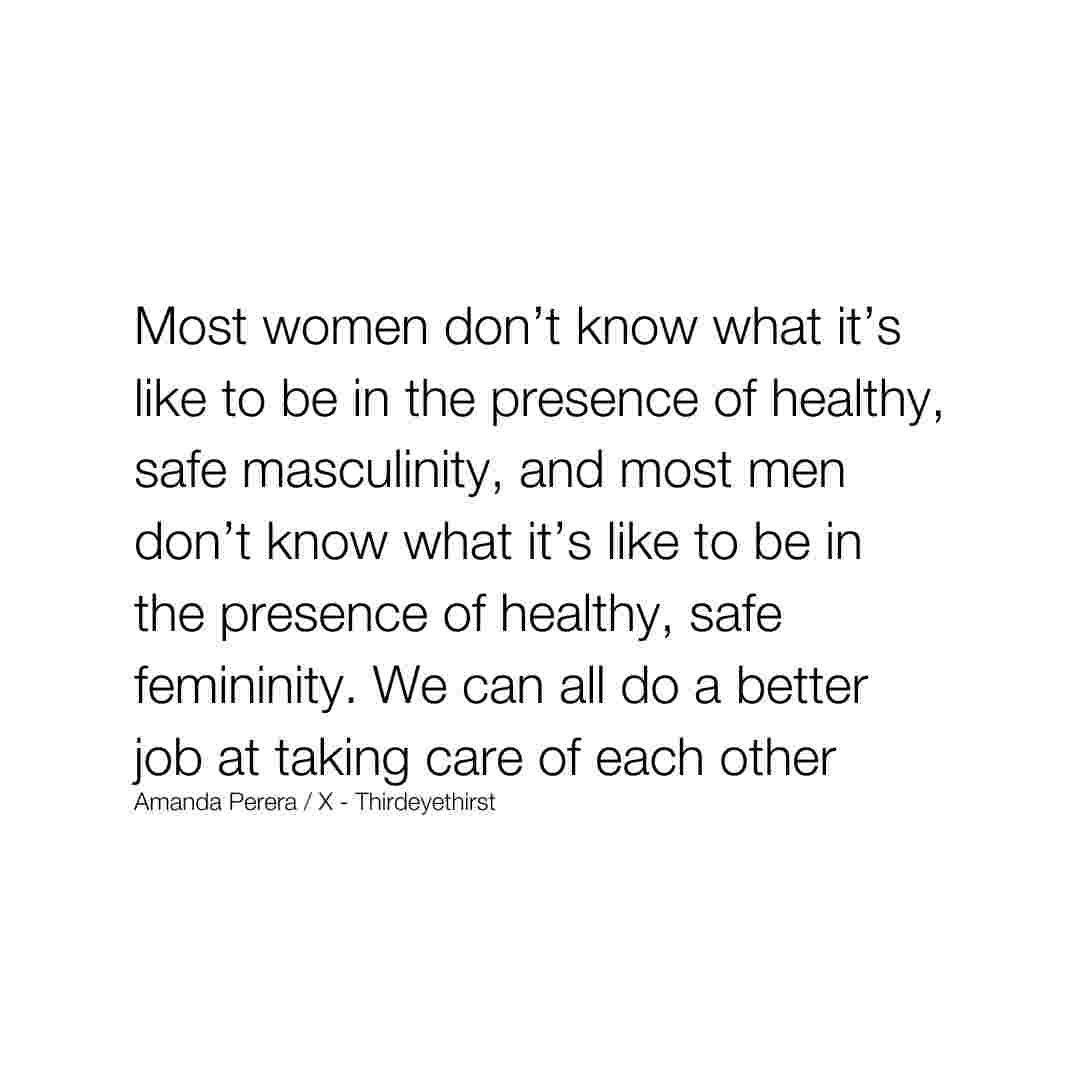 Most women don’t know what it’s
like to be in the presence of healthy,
safe masculinity, and most men
don’t know what it’s like to be in
the presence of healthy, safe
femininity. We can all do a better
job at taking care of each other
Amanda Perera / X - Thirdeyethirst